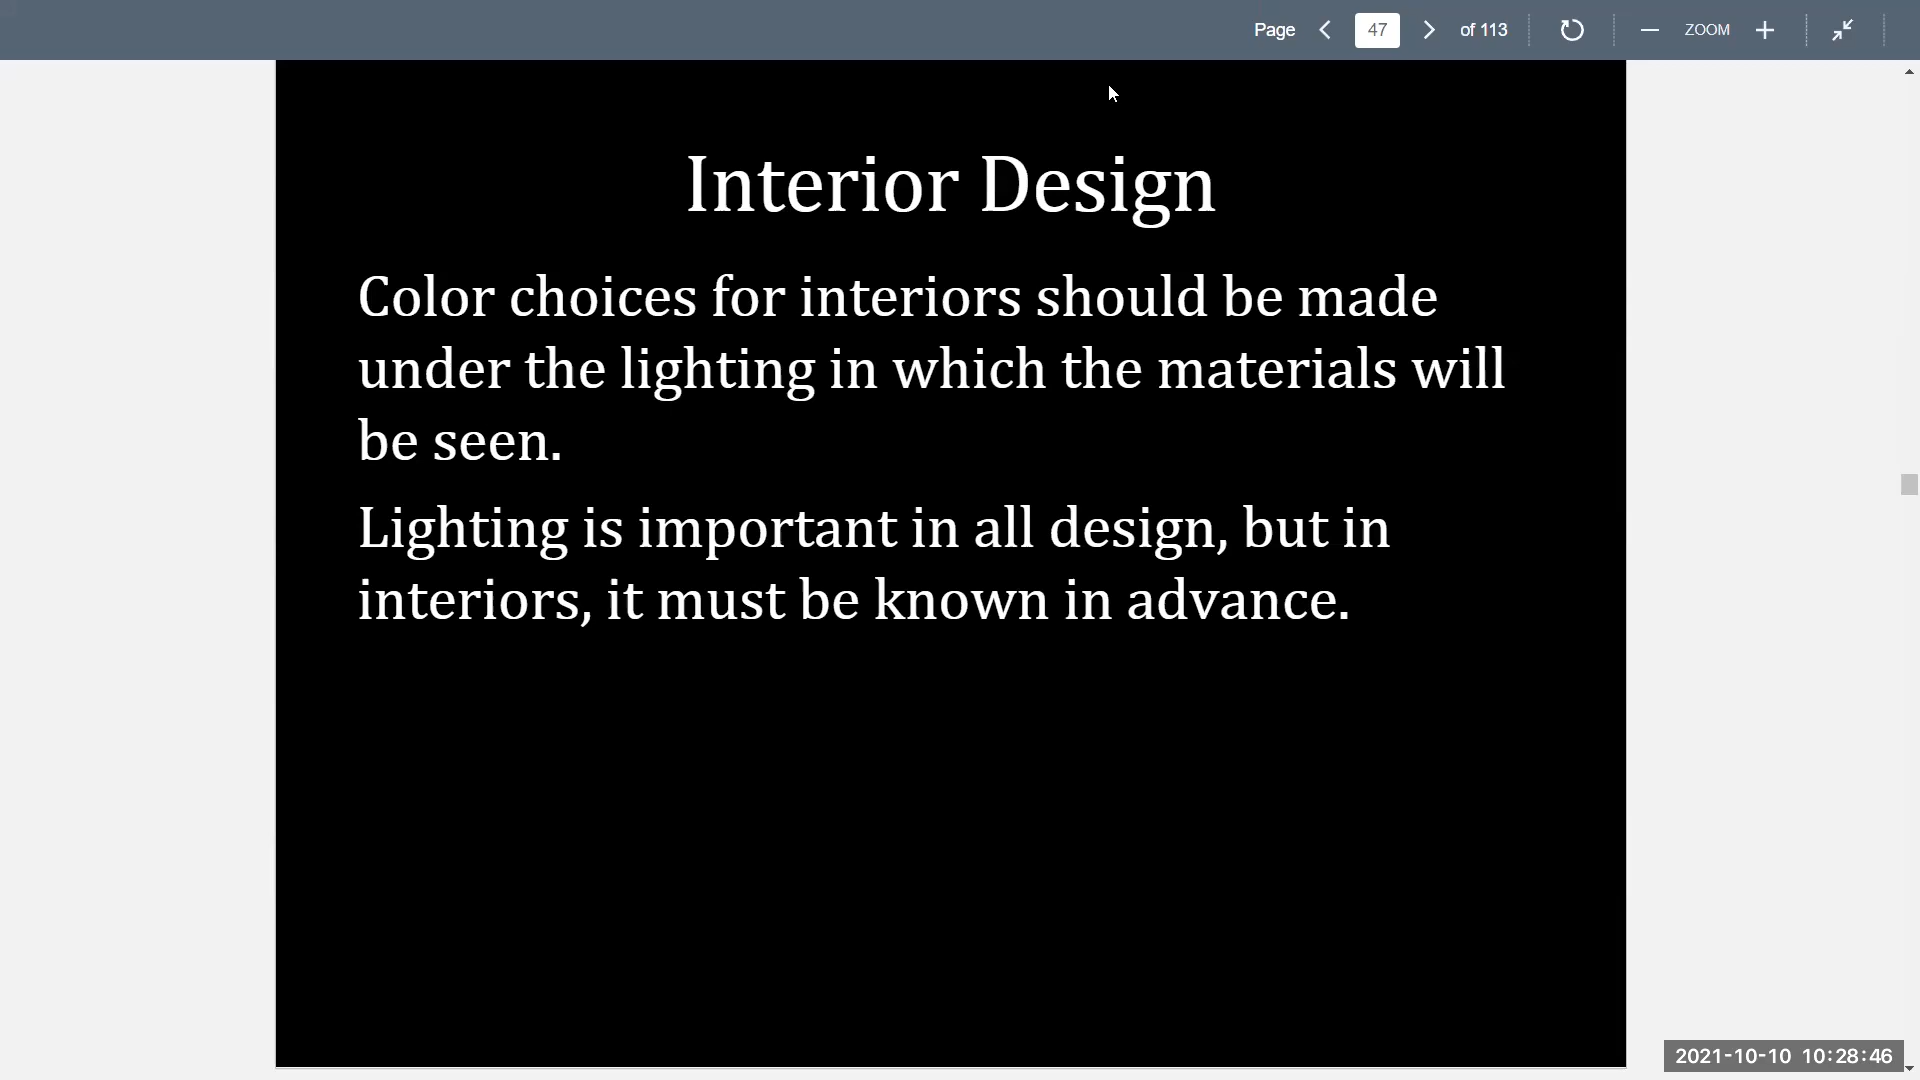 Page 47 of 113 ZOOM
Interior Design
Color choices for interiors should be made
under the lighting in which the materials will
be seen.
Lighting is important in all design, but in
interiors, it must be known in advance.
2021-10-10 10:28:46